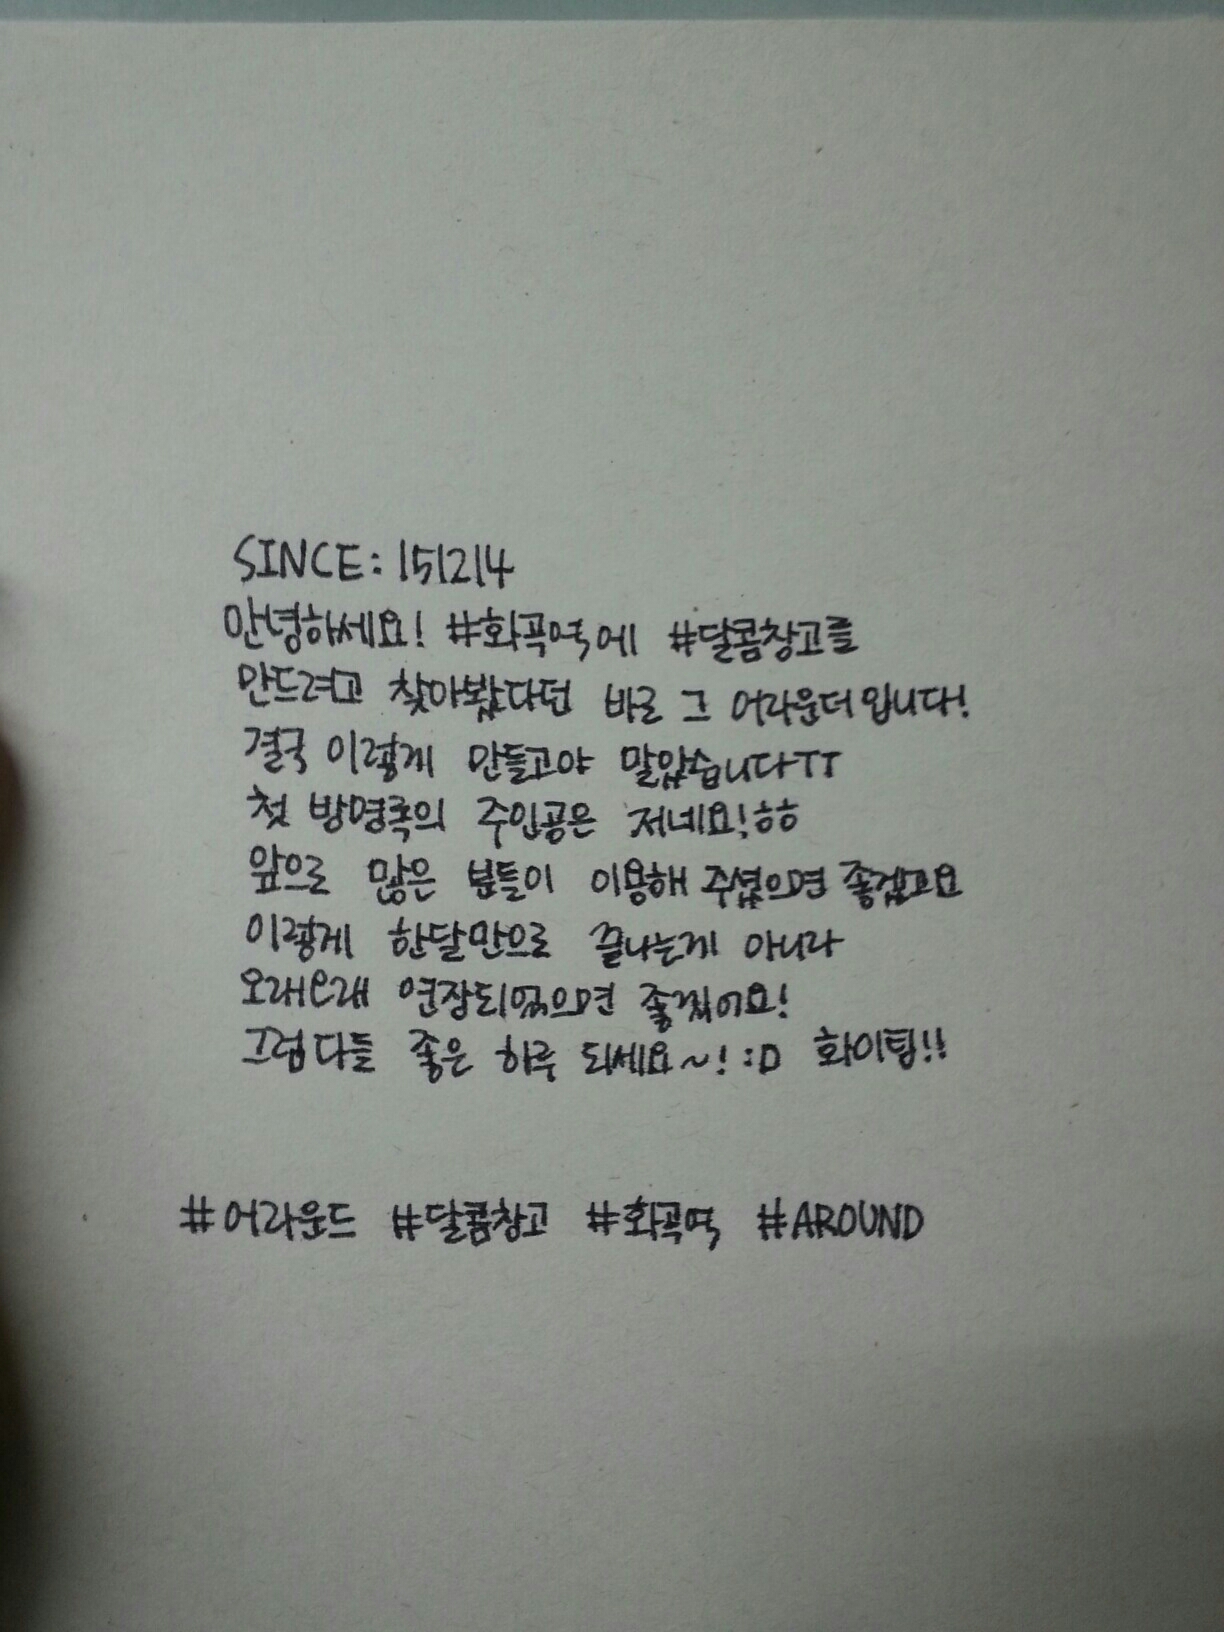 SINCE: 151214
안녕하세요! #화곡역에 #달콤창고를
만드려고 찾아봤다던 바로 그 어라운더입니다!
결국 이렇게 만들고야 말았습니다ㅜㅜ
첫 방명록의 주인공은 저네요!ㅎㅎ
앞으로 많은 분들이 이용해 주셨으면 좋겠고요
이렇게 한달만으로 끝나는게 아니라
오래오래 연장되었으면 좋겠어요!
그럼 다들 좋은 하루 되세요~! :D 화이팅!!
#어라운드 #달콤창고 #화곡역 #AROUND